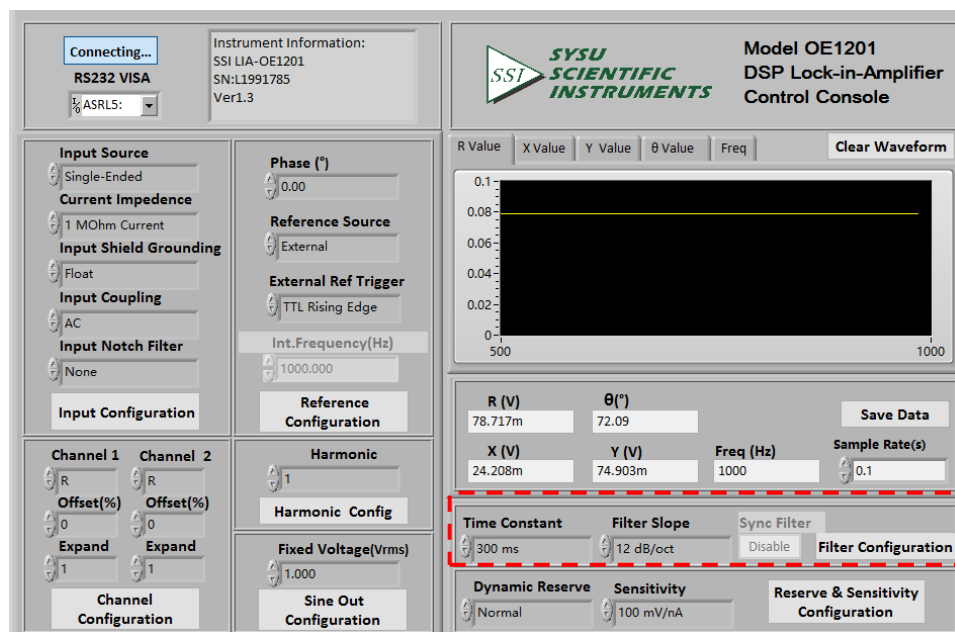 Connecting...
RS232 VISA
ASRL5:
Instrument Information:
SSI LIA-OE1201
SN:L1991785
Ver1.3
SSI
SYSU
SCIENTIFIC
INSTRUMENTS
Model OE1201
DSP Lock-in-Amplifier
Control Console
Input Source
Single-Ended
Current Impedence
1 MOhm Current
Input Shield Grounding
Float
Input Coupling
AC
Input Notch Filter
None
Input Configuration
Phase (°)
0.00
Reference Source
External
External Ref Trigger
TTL Rising Edge
Int.Frequency(Hz)
1000.000
Reference
Configuration
R Value X Value Y Value θ Value Freq Clear Waveform
0.1
0.08
0.06
0.04
0.02
0
500 1000
R (V) θ(°)
78.717m 72.09
Save Data
X (V) Y (V) Freq (Hz) Sample Rate(s)
24.208m 74.903m 1000 0.1
Channel 1 Channel 2
R R
Offset(%) Offset(%)
0 0
Expand Expand
1 1
Channel
Configuration
Harmonic
1
Harmonic Config
Fixed Voltage(Vrms)
1.000
Sine Out
Configuration
Time Constant Filter Slope Sync Filter
300 ms 12 dB/oct Disable Filter Configuration
Dynamic Reserve Sensitivity
Normal 100 mV/nA
Reserve & Sensitivity
Configuration